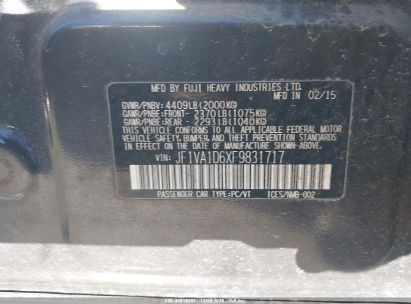 MFD BY FUJI HEAVY INDUSTRIES LTD.
MFD IN 02/15
GVWR/PNBV: 4409LB(2000KG)
GAWR/PNBE:FRONT- 2370LB(1075KG)
GAWR/PNBE:REAR - 2293LB(1040KG)
THIS VEHICLE CONFORMS TO ALL APPLICABLE FEDERAL MOTOR VEHICLE
SAFETY, BUMPER, AND THEFT PREVENTION STANDARDS
IN EFFECT ON THE DATE OF MANUFACTURE SHOWN ABOVE.
VIN: JF1VA1D6XF9831717
PASSENGER CAR TYPE:PC/VT ICES/NMB-002